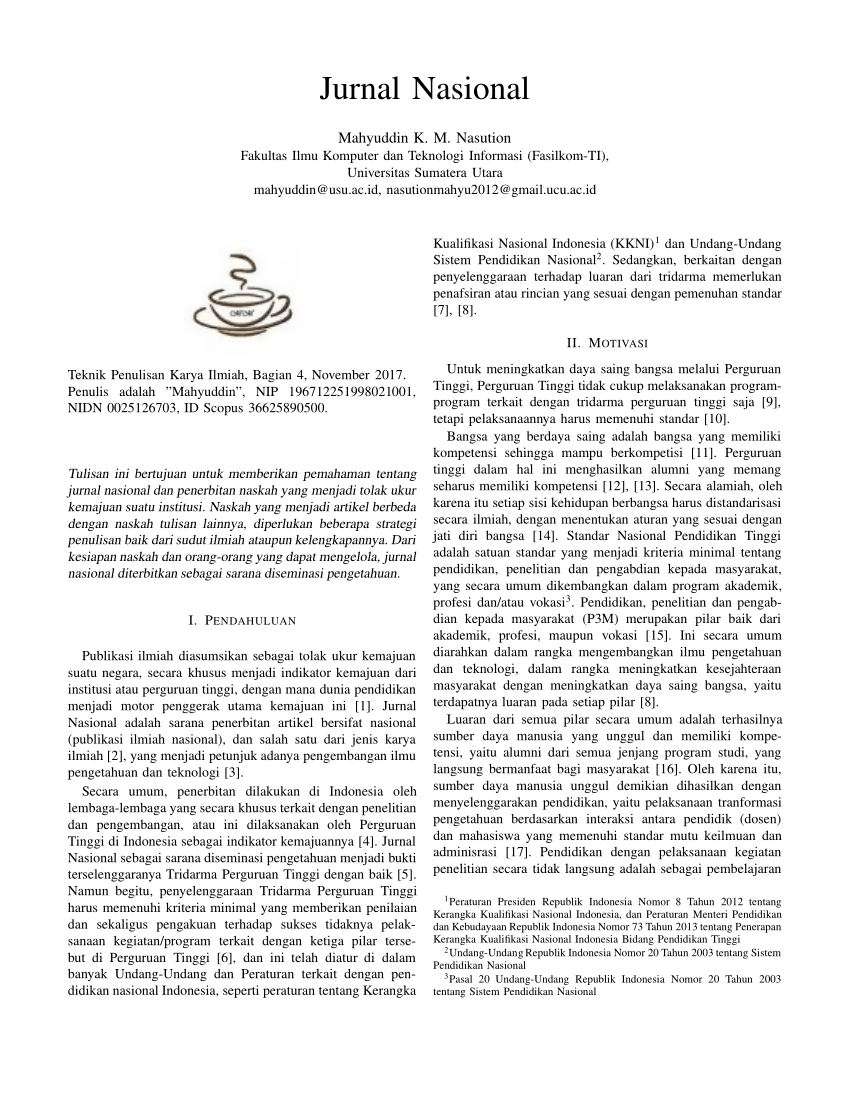 Jurnal Nasional
Mahyuddin K. M. Nasution
Fakultas Ilmu Komputer dan Teknologi Informasi (Fasilkom-TI),
Universitas Sumatera Utara
mahyuddin@usu.ac.id, nasutionmahyu2012@gmail.ucu.ac.id
Teknik Penulisan Karya Ilmiah, Bagian 4, November 2017.
Penulis adalah ”Mahyuddin”, NIP 196712251998021001,
NIDN 0025126703, ID Scopus 36625890500.
Tulisan ini bertujuan untuk memberikan pemahaman tentang
jurnal nasional dan penerbitan naskah yang menjadi tolak ukur
kemajuan suatu institusi. Naskah yang menjadi artikel berbeda
dengan naskah tulisan lainnya, diperlukan beberapa strategi
penulisan baik dari sudut ilmiah ataupun kelengkapannya. Dari
kesiapan naskah dan orang-orang yang dapat mengelola, jurnal
nasional diterbitkan sebagai sarana diseminasi pengetahuan.
I. PENDAHULUAN
Publikasi ilmiah diasumsikan sebagai tolak ukur kemajuan
suatu negara, secara khusus menjadi indikator kemajuan dari
institusi atau perguruan tinggi, dengan mana dunia pendidikan
menjadi motor penggerak utama kemajuan ini [1]. Jurnal
Nasional adalah sarana penerbitan artikel bersifat nasional
(publikasi ilmiah nasional), dan salah satu dari jenis karya
ilmiah [2], yang menjadi petunjuk adanya pengembangan ilmu
pengetahuan dan teknologi [3].
Secara umum, penerbitan dilakukan di Indonesia oleh
lembaga-lembaga yang secara khusus terkait dengan penelitian
dan pengembangan, atau ini dilaksanakan oleh Perguruan
Tinggi di Indonesia sebagai indikator kemajuannya [4]. Jurnal
Nasional sebagai sarana diseminasi pengetahuan menjadi bukti
terselenggaranya Tridarma Perguruan Tinggi dengan baik [5].
Namun begitu, penyelenggaraan Tridarma Perguruan Tinggi
harus memenuhi kriteria minimal yang memberikan penilaian
dan sekaligus pengakuan terhadap sukses tidaknya pelak-
sanaan kegiatan/program terkait dengan ketiga pilar terse-
but di Perguruan Tinggi [6], dan ini telah diatur di dalam
banyak Undang-Undang dan Peraturan terkait dengan pen-
didikan nasional Indonesia, seperti peraturan tentang Kerangka
Kualifikasi Nasional Indonesia (KKNI)1 dan Undang-Undang
Sistem Pendidikan Nasional2. Sedangkan, berkaitan dengan
penyelenggaraan terhadap luaran dari tridarma memerlukan
penafsiran atau rincian yang sesuai dengan pemenuhan standar
[7], [8].
II. MOTIVASI
Untuk meningkatkan daya saing bangsa melalui Perguruan
Tinggi, Perguruan Tinggi tidak cukup melaksanakan program-
program terkait dengan tridarma perguruan tinggi saja [9],
tetapi pelaksanaannya harus memenuhi standar [10].
Bangsa yang berdaya saing adalah bangsa yang memiliki
kompetensi sehingga mampu berkompetisi [11]. Perguruan
tinggi dalam hal ini menghasilkan alumni yang memang
seharus memiliki kompetensi [12], [13]. Secara alamiah, oleh
karena itu setiap sisi kehidupan berbangsa harus distandarisasi
secara ilmiah, dengan menentukan aturan yang sesuai dengan
jati diri bangsa [14]. Standar Nasional Pendidikan Tinggi
adalah satuan standar yang menjadi kriteria minimal tentang
pendidikan, penelitian dan pengabdian kepada masyarakat,
yang secara umum dikembangkan dalam program akademik,
profesi dan/atau vokasi3. Pendidikan, penelitian dan pengab-
dian kepada masyarakat (P3M) merupakan pilar baik dari
akademik, profesi, maupun vokasi [15]. Ini secara umum
diarahkan dalam rangka mengembangkan ilmu pengetahuan
dan teknologi, dalam rangka meningkatkan kesejahteraan
masyarakat dengan meningkatkan daya saing bangsa, yaitu
terdapatnya luaran pada setiap pilar [8].
Luaran dari semua pilar secara umum adalah terhasilnya
sumber daya manusia yang unggul dan memiliki kompe-
tensi, yaitu alumni dari semua jenjang program studi, yang
langsung bermanfaat bagi masyarakat [16]. Oleh karena itu,
sumber daya manusia unggul demikian dihasilkan dengan
menyelenggarakan pendidikan, yaitu pelaksanaan tranformasi
pengetahuan berdasarkan interaksi antara pendidik (dosen)
dan mahasiswa yang memenuhi standar mutu keilmuan dan
adminisrasi [17]. Pendidikan dengan pelaksanaan kegiatan
penelitian secara tidak langsung adalah sebagai pembelajaran
1Peraturan Presiden Republik Indonesia Nomor 8 Tahun 2012 tentang
Kerangka Kualifikasi Nasional Indonesia, dan Peraturan Menteri Pendidikan
dan Kebudayaan Republik Indonesia Nomor 73 Tahun 2013 tentang Penerapan
Kerangka Kualifikasi Nasional Indonesia Bidang Pendidikan Tinggi
2Undang-Undang Republik Indonesia Nomor 20 Tahun 2003 tentang Sistem
Pendidikan Nasional
3Pasal 20 Undang-Undang Republik Indonesia Nomor 20 Tahun 2003
tentang Sistem Pendidikan Nasional